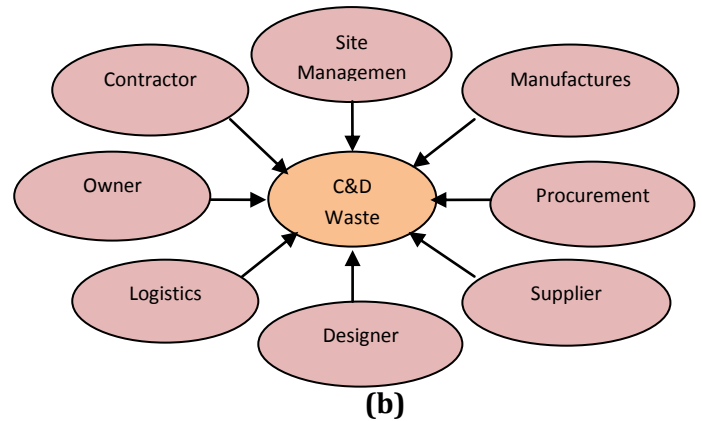 Site
Managemen
Contractor
Manufactures
Owner
C&D
Waste
Procurement
Logistics
Supplier
Designer
(b)